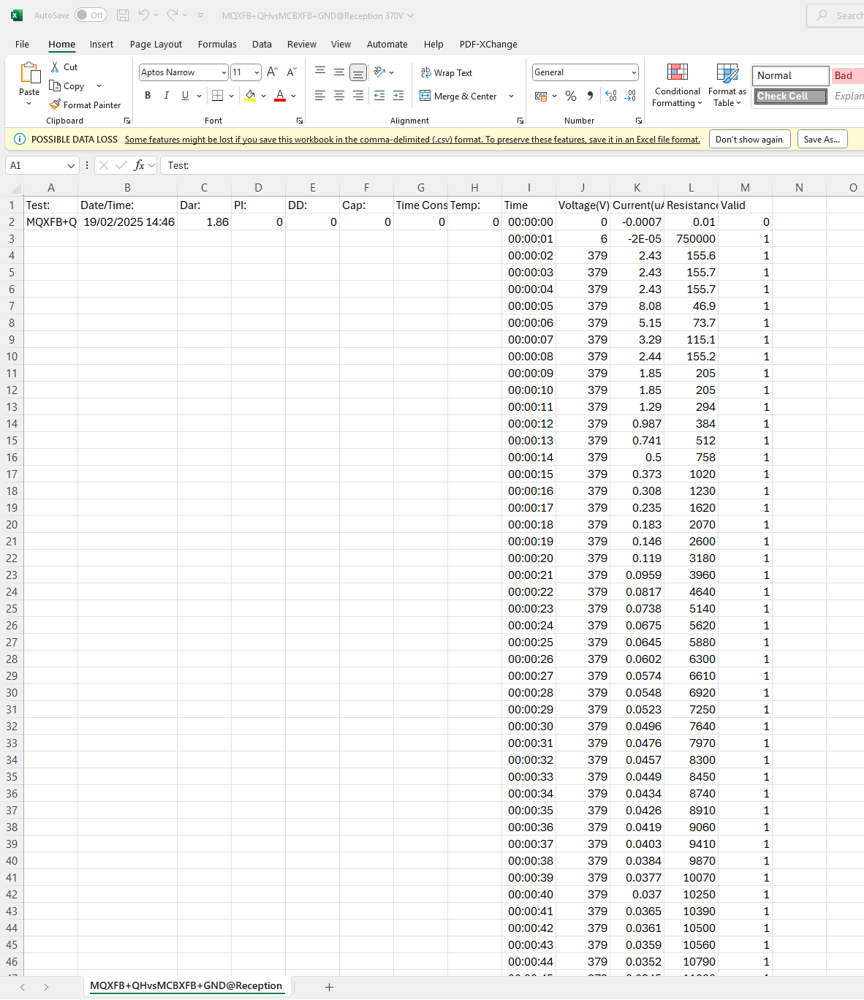 AutoSave Off MQXFB+QHvsMCBXFB+GND@Reception 370V Search
File Home Insert Page Layout Formulas Data Review View Automate Help PDF-XChange
Paste Cut Copy Format Painter
Aptos Narrow 11 A A
B I U A
Wrap Text
Merge & Center
General
%
Conditional Formatting
Format as Table
Normal Bad
Check Cell Explan
Clipboard Font Alignment Number
POSSIBLE DATA LOSS Some features might be lost if you save this workbook in the comma-delimited (.csv) format. To preserve these features, save it in an Excel file format. Don't show again Save As...
A1 fx Test:
A B C D E F G H I J K L M N O
1 Test: Date/Time: Dar: PI: DD: Cap: Time Cons Temp: Time Voltage(V) Current(uA Resistance Valid
2 MQXFB+Q 19/02/2025 14:46 1.86 0 0 0 0 0 00:00:00 0 -0.0007 0.01 0
3 00:00:01 6 -2E-05 750000 1
4 00:00:02 379 2.43 155.6 1
5 00:00:03 379 2.43 155.7 1
6 00:00:04 379 2.43 155.7 1
7 00:00:05 379 8.08 46.9 1
8 00:00:06 379 5.15 73.7 1
9 00:00:07 379 3.29 115.1 1
10 00:00:08 379 2.44 155.2 1
11 00:00:09 379 1.85 205 1
12 00:00:10 379 1.85 205 1
13 00:00:11 379 1.29 294 1
14 00:00:12 379 0.987 384 1
15 00:00:13 379 0.741 512 1
16 00:00:14 379 0.5 758 1
17 00:00:15 379 0.373 1020 1
18 00:00:16 379 0.308 1230 1
19 00:00:17 379 0.235 1620 1
20 00:00:18 379 0.183 2070 1
21 00:00:19 379 0.146 2600 1
22 00:00:20 379 0.119 3180 1
23 00:00:21 379 0.0959 3960 1
24 00:00:22 379 0.0817 4640 1
25 00:00:23 379 0.0738 5140 1
26 00:00:24 379 0.0675 5620 1
27 00:00:25 379 0.0645 5880 1
28 00:00:26 379 0.0602 6300 1
29 00:00:27 379 0.0574 6610 1
30 00:00:28 379 0.0548 6920 1
31 00:00:29 379 0.0523 7250 1
32 00:00:30 379 0.0496 7640 1
33 00:00:31 379 0.0476 7970 1
34 00:00:32 379 0.0457 8300 1
35 00:00:33 379 0.0449 8450 1
36 00:00:34 379 0.0434 8740 1
37 00:00:35 379 0.0426 8910 1
38 00:00:36 379 0.0419 9060 1
39 00:00:37 379 0.0403 9410 1
40 00:00:38 379 0.0384 9870 1
41 00:00:39 379 0.0377 10070 1
42 00:00:40 379 0.037 10250 1
43 00:00:41 379 0.0365 10390 1
44 00:00:42 379 0.0361 10500 1
45 00:00:43 379 0.0359 10560 1
46 00:00:44 379 0.0352 10790 1
MQXFB+QHvsMCBXFB+GND@Reception